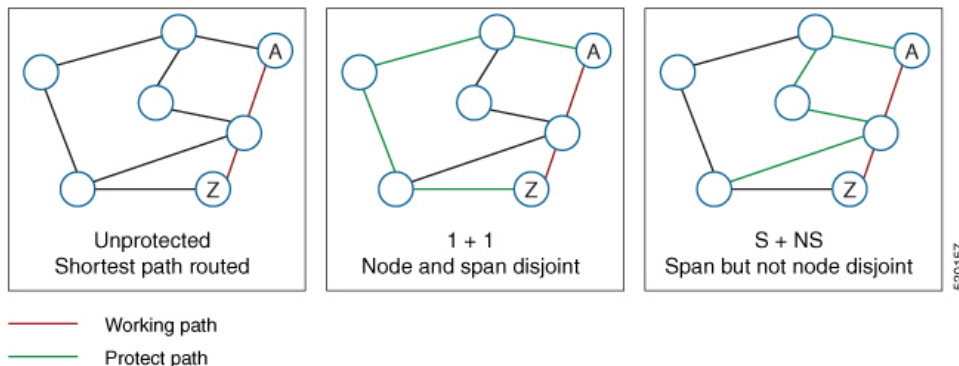 A
Z
Unprotected
Shortest path routed
A
Z
1 + 1
Node and span disjoint
A
Z
S + NS
Span but not node disjoint
520157
Working path
Protect path